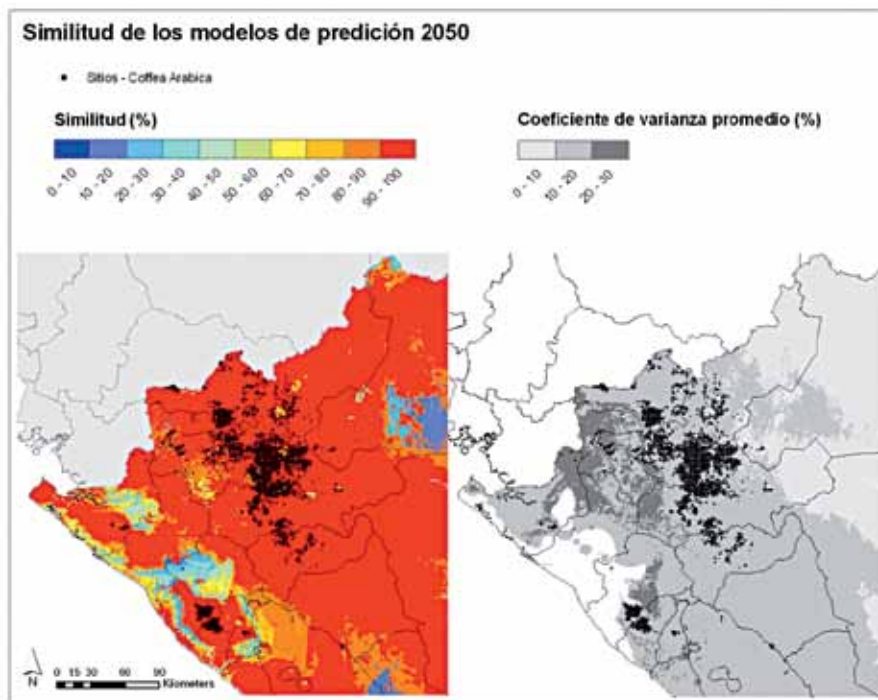 Similitud de los modelos de predicción 2050
Sitios - Coffea Arabica
Similitud (%)
0 - 10
10 - 20
20 - 30
30 - 40
40 - 50
50 - 60
60 - 70
70 - 80
80 - 90
90 - 100
Coeficiente de varianza promedio (%)
0 - 10
10 - 20
20 - 30
N
0 15 30 60 90
Kilometers